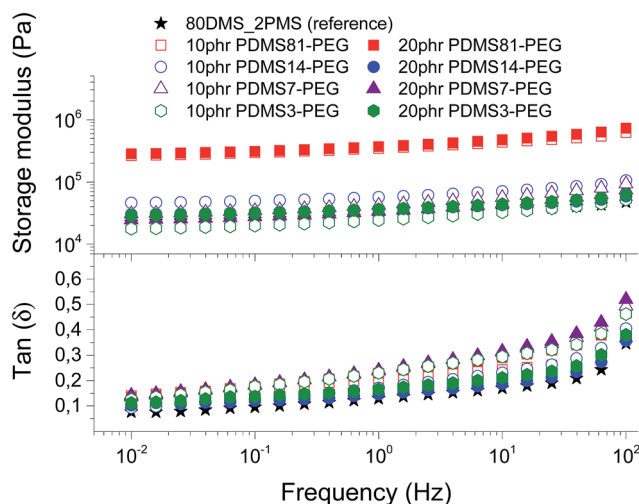 80DMS_2PMS (reference)
10phr PDMS81-PEG 20phr PDMS81-PEG
10phr PDMS14-PEG 20phr PDMS14-PEG
10phr PDMS7-PEG 20phr PDMS7-PEG
10phr PDMS3-PEG 20phr PDMS3-PEG
Storage modulus (Pa)
10⁶
10⁵
10⁴
Tan (δ)
0,6
0,5
0,4
0,3
0,2
0,1
10⁻² 10⁻¹ 10⁰ 10¹ 10²
Frequency (Hz)